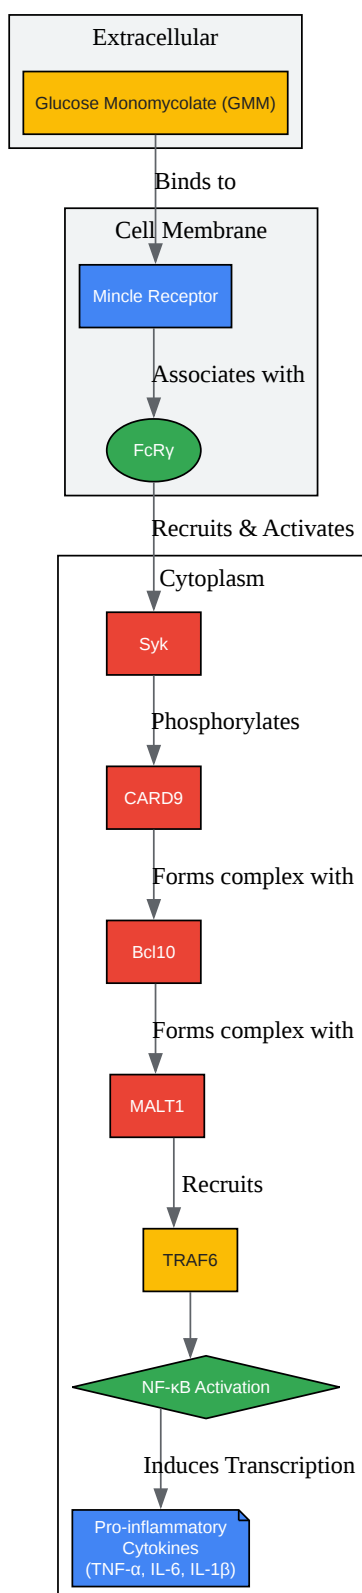 Extracellular
Glucose Monomycolate (GMM)
Binds to
Cell Membrane
Mincle Receptor
Associates with
FcRγ
Recruits & Activates
Cytoplasm
Syk
Phosphorylates
CARD9
Forms complex with
Bcl10
Forms complex with
MALT1
Recruits
TRAF6
NF-κB Activation
Induces Transcription
Pro-inflammatory
Cytokines
(TNF-α, IL-6, IL-1β)